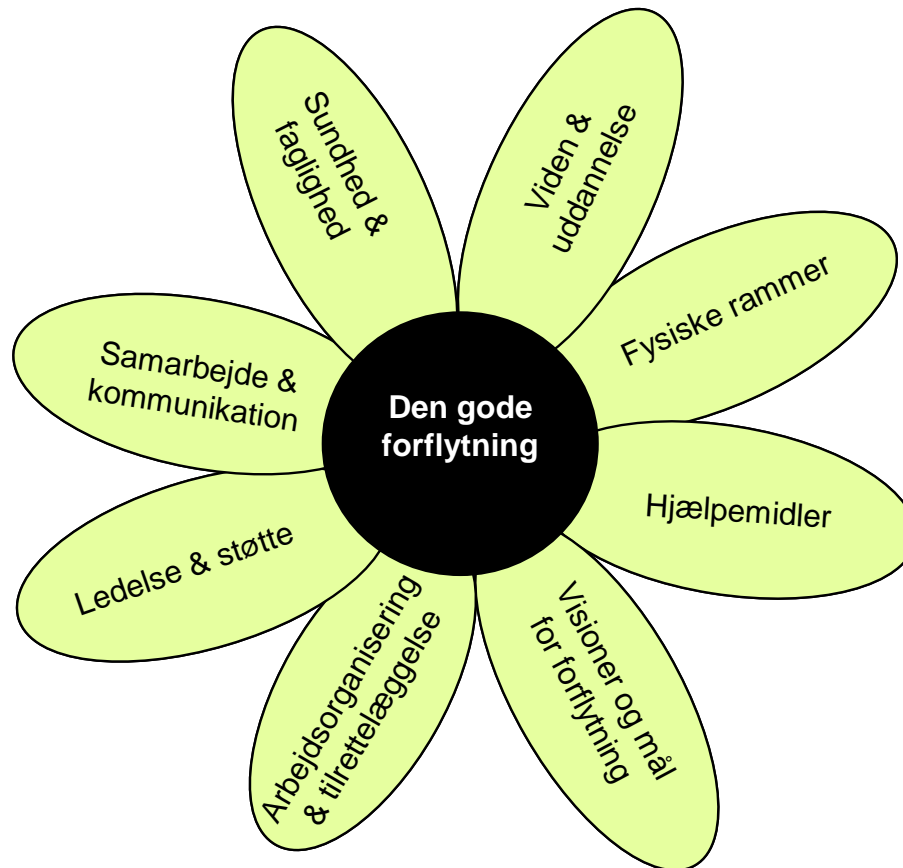 Sundhed &
faglighed
Viden &
uddannelse
Fysiske rammer
Samarbejde &
kommunikation
Den gode
forflytning
Hjælpemidler
Ledelse & støtte
Arbejdsorganisering
& tilrettelæggelse
Visioner og mål
for forflytning